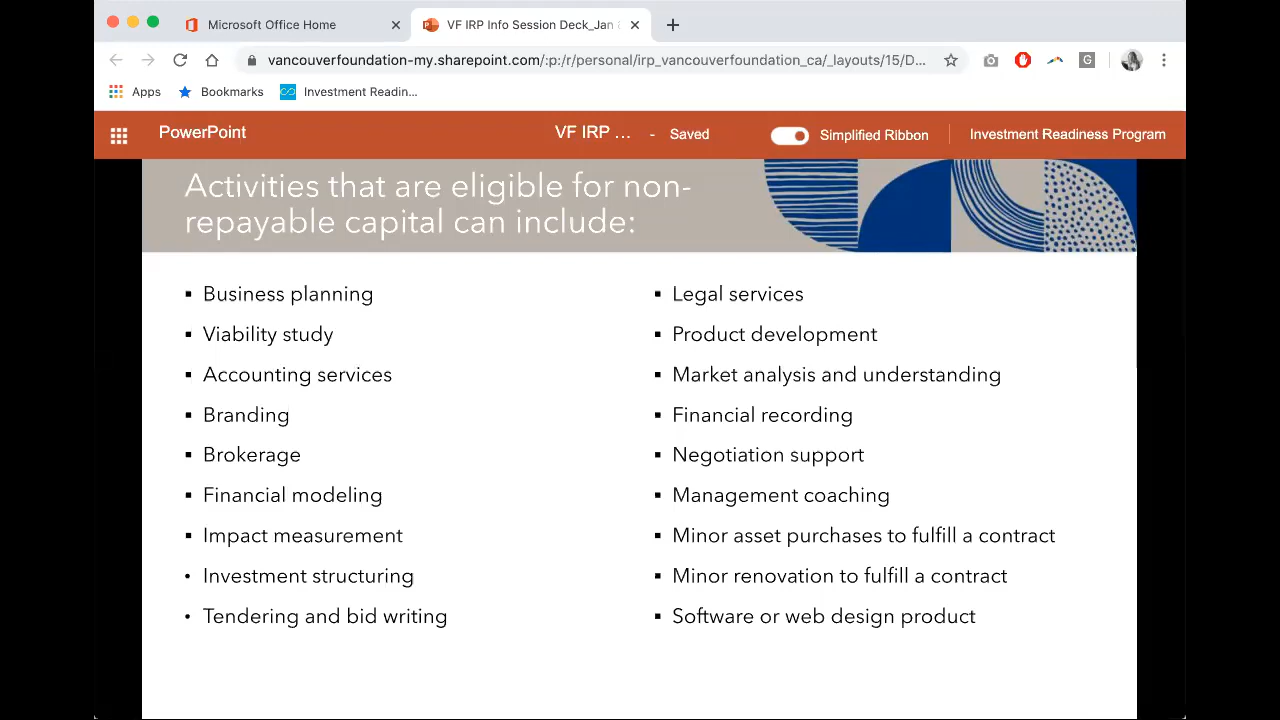 Microsoft Office Home
VF IRP Info Session Deck_Jan
vancouverfoundation-my.sharepoint.com/:p:/r/personal/irp_vancouverfoundation_ca/_layouts/15/D...
Apps
Bookmarks
Investment Readin...
PowerPoint
VF IRP ... - Saved
Simplified Ribbon
Investment Readiness Program
Activities that are eligible for non-
repayable capital can include:
▪ Business planning
▪ Viability study
▪ Accounting services
▪ Branding
▪ Brokerage
▪ Financial modeling
▪ Impact measurement
• Investment structuring
• Tendering and bid writing
▪ Legal services
▪ Product development
▪ Market analysis and understanding
▪ Financial recording
▪ Negotiation support
▪ Management coaching
▪ Minor asset purchases to fulfill a contract
▪ Minor renovation to fulfill a contract
▪ Software or web design product